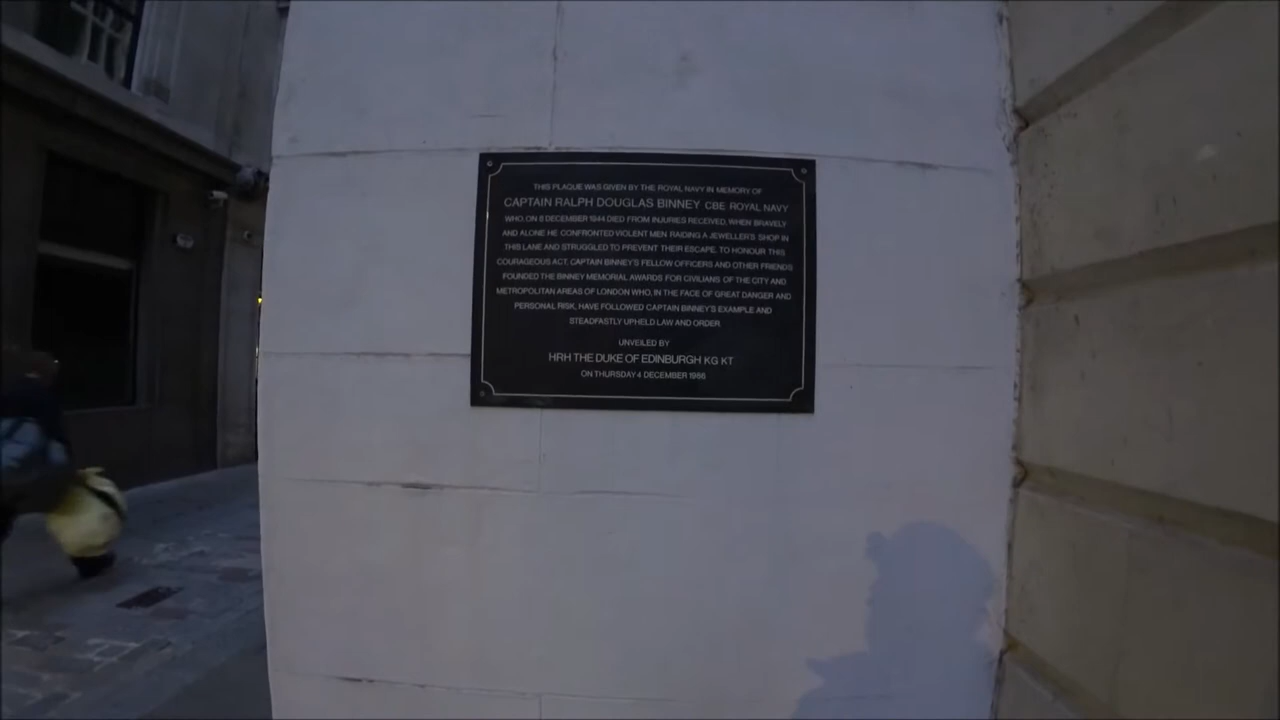 THIS PLAQUE WAS GIVEN BY THE ROYAL NAVY IN MEMORY OF
CAPTAIN RALPH DOUGLAS BINNEY CBE ROYAL NAVY
WHO, ON 8 DECEMBER 1944 DIED FROM INJURIES RECEIVED, WHEN BRAVELY
AND ALONE HE CONFRONTED VIOLENT MEN RAIDING A JEWELLER'S SHOP IN
THIS LANE AND STRUGGLED TO PREVENT THEIR ESCAPE. TO HONOUR THIS
COURAGEOUS ACT, CAPTAIN BINNEY'S FELLOW OFFICERS AND OTHER FRIENDS
FOUNDED THE BINNEY MEMORIAL AWARDS FOR CIVILIANS OF THE CITY AND
METROPOLITAN AREAS OF LONDON WHO, IN THE FACE OF GREAT DANGER AND
PERSONAL RISK, HAVE FOLLOWED CAPTAIN BINNEY'S EXAMPLE AND
STEADFASTLY UPHELD LAW AND ORDER
UNVEILED BY
HRH THE DUKE OF EDINBURGH KG KT
ON THURSDAY 4 DECEMBER 1986